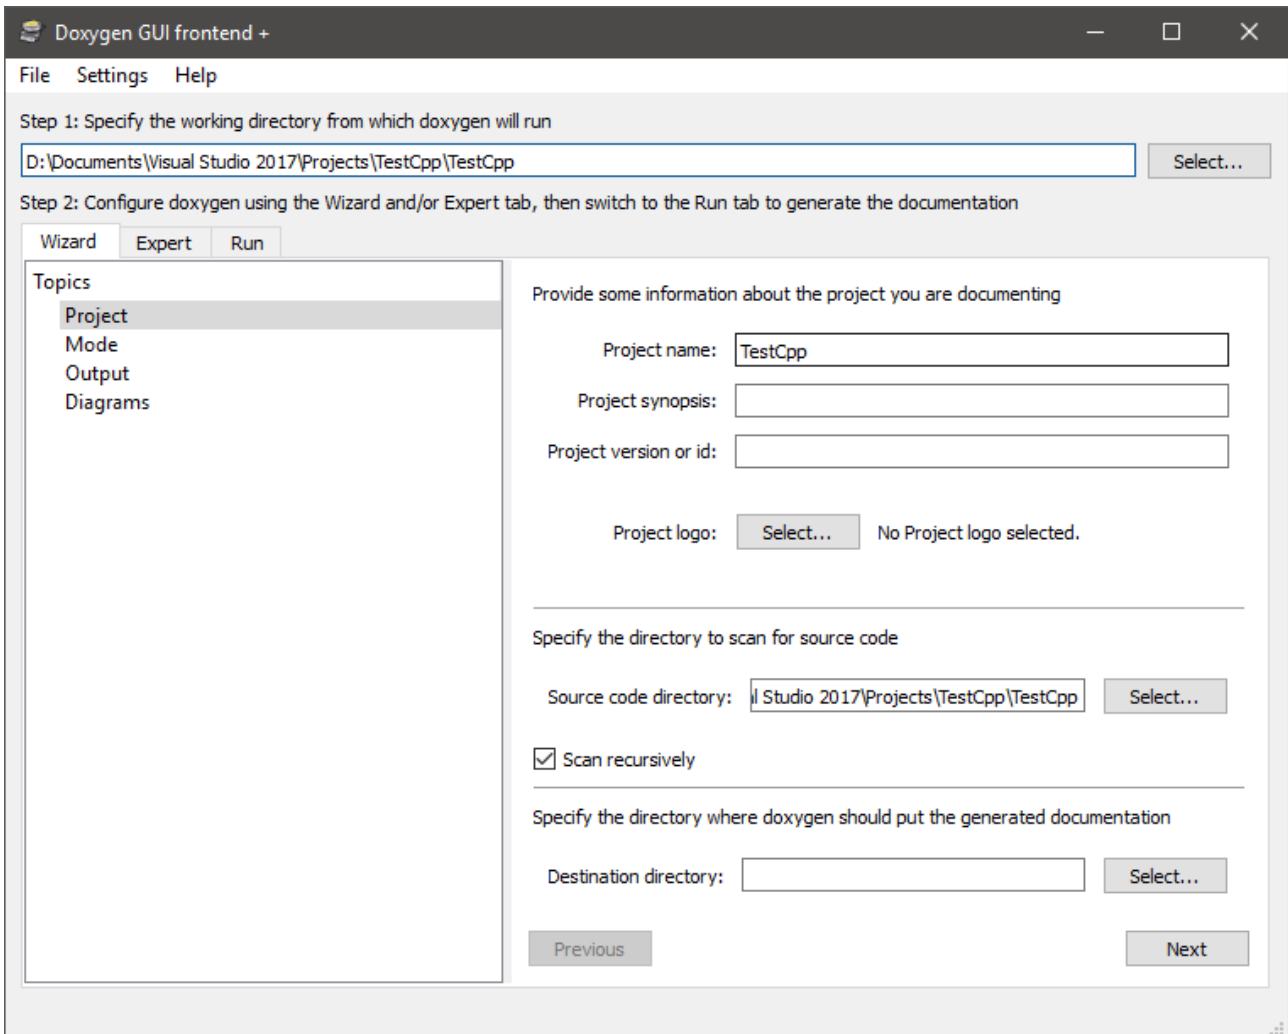 Doxygen GUI frontend +
File Settings Help
Step 1: Specify the working directory from which doxygen will run
D:\Documents\Visual Studio 2017\Projects\TestCpp\TestCpp Select...
Step 2: Configure doxygen using the Wizard and/or Expert tab, then switch to the Run tab to generate the documentation
Wizard Expert Run
Topics
Project
Mode
Output
Diagrams
Provide some information about the project you are documenting
Project name: TestCpp
Project synopsis:
Project version or id:
Project logo: Select... No Project logo selected.
Specify the directory to scan for source code
Source code directory: l Studio 2017\Projects\TestCpp\TestCpp Select...
Scan recursively
Specify the directory where doxygen should put the generated documentation
Destination directory: Select...
Previous Next